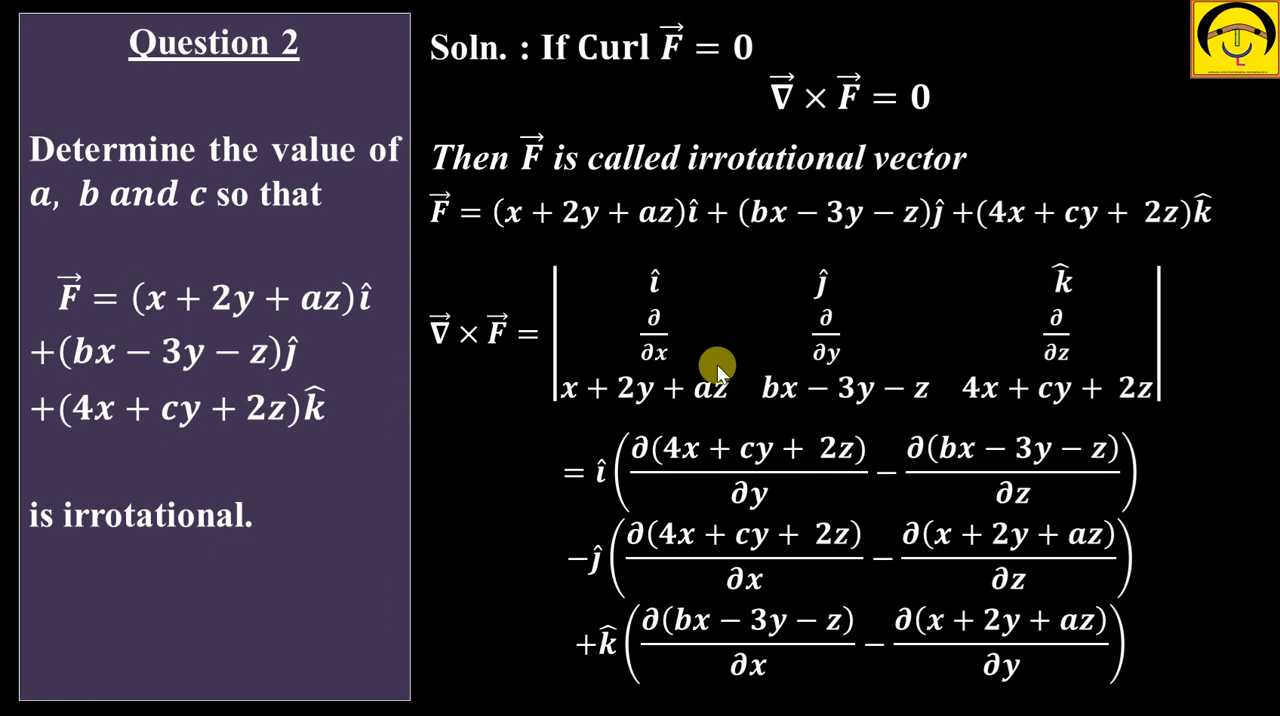 Question 2
Determine the value of
a, b and c so that
F⃗ = (x + 2y + az)î
+(bx − 3y − z)ĵ
+(4x + cy + 2z)k̂
is irrotational.
Soln. : If Curl F⃗ = 0
∇⃗ × F⃗ = 0
Then F⃗ is called irrotational vector
F⃗ = (x + 2y + az)î + (bx − 3y − z)ĵ +(4x + cy + 2z)k̂
∇⃗ × F⃗ = | î ĵ k̂ |
| ∂/∂x ∂/∂y ∂/∂z |
| x + 2y + az bx − 3y − z 4x + cy + 2z |
= î (∂(4x + cy + 2z)/∂y − ∂(bx − 3y − z)/∂z)
−ĵ (∂(4x + cy + 2z)/∂x − ∂(x + 2y + az)/∂z)
+k̂ (∂(bx − 3y − z)/∂x − ∂(x + 2y + az)/∂y)